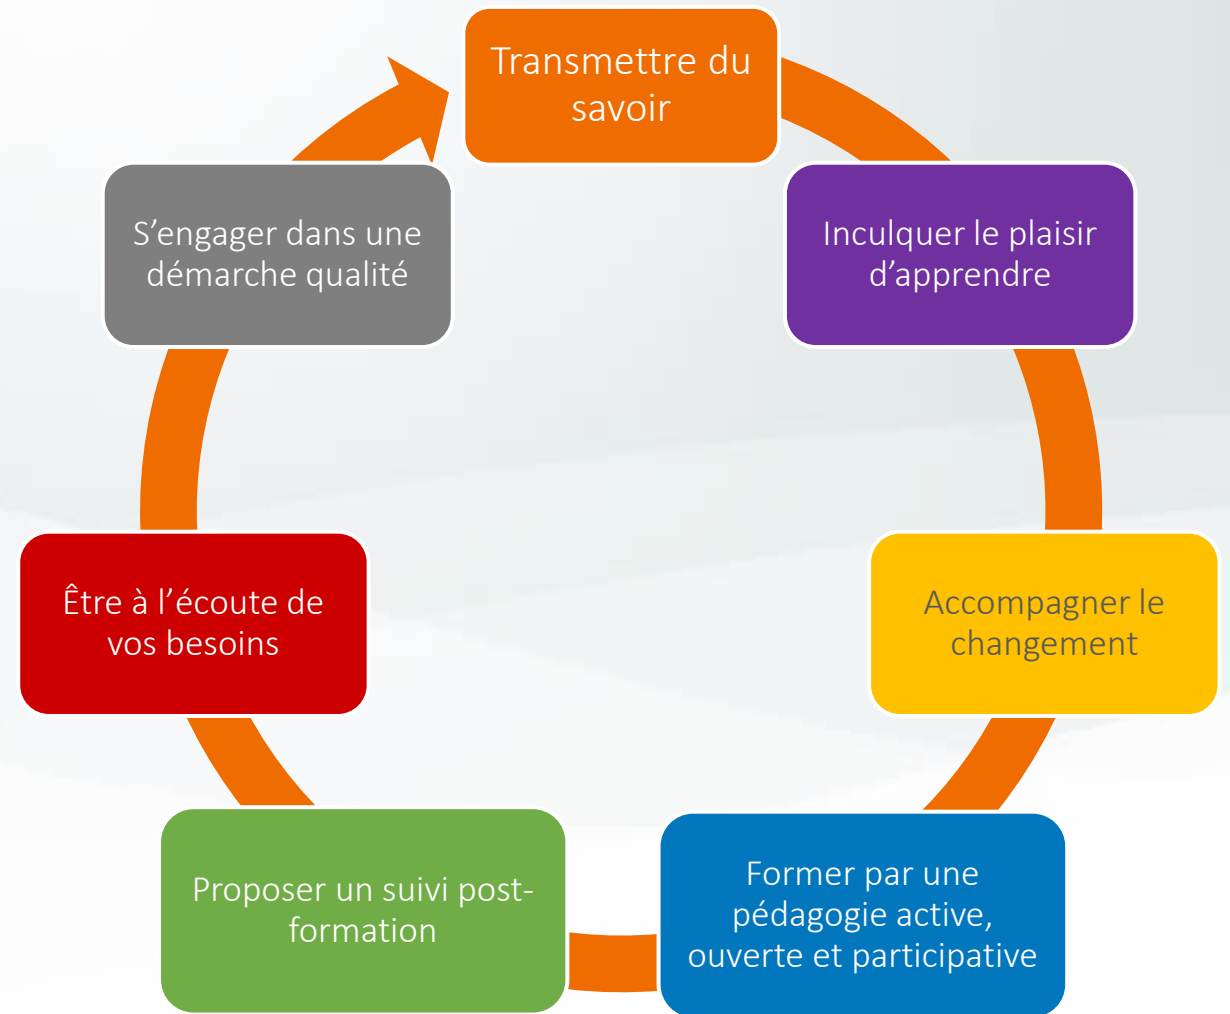 Transmettre du
savoir
Inculquer le plaisir
d’apprendre
Accompagner le
changement
Former par une
pédagogie active,
ouverte et participative
Proposer un suivi post-
formation
Être à l’écoute de
vos besoins
S’engager dans une
démarche qualité